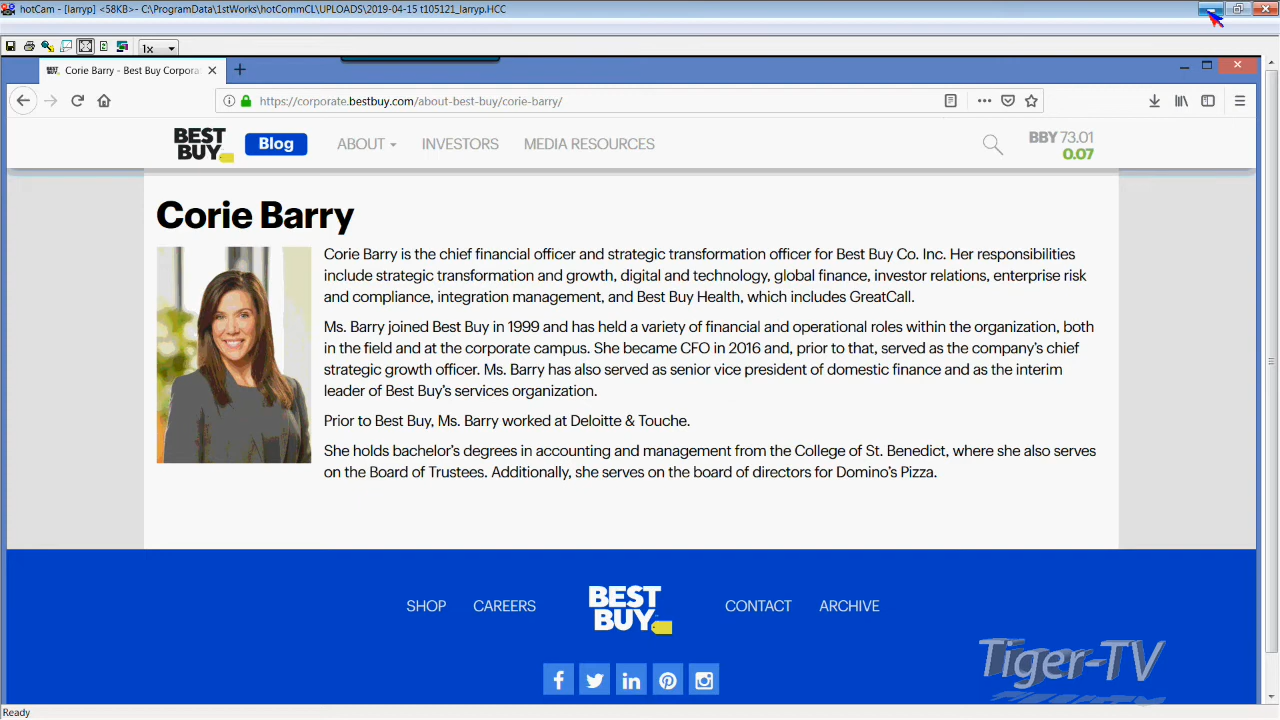 hotCam - [larryp] <58KB>- C:\ProgramData\1stWorks\hotCommCL\UPLOADS\2019-04-15 t105121_larryp.HCC
1x
Corie Barry - Best Buy Corpora
https://corporate.bestbuy.com/about-best-buy/corie-barry/
BEST BUY
Blog
ABOUT
INVESTORS
MEDIA RESOURCES
BBY 73.01
0.07
Corie Barry
Corie Barry is the chief financial officer and strategic transformation officer for Best Buy Co. Inc. Her responsibilities
include strategic transformation and growth, digital and technology, global finance, investor relations, enterprise risk
and compliance, integration management, and Best Buy Health, which includes GreatCall.
Ms. Barry joined Best Buy in 1999 and has held a variety of financial and operational roles within the organization, both
in the field and at the corporate campus. She became CFO in 2016 and, prior to that, served as the company’s chief
strategic growth officer. Ms. Barry has also served as senior vice president of domestic finance and as the interim
leader of Best Buy’s services organization.
Prior to Best Buy, Ms. Barry worked at Deloitte & Touche.
She holds bachelor’s degrees in accounting and management from the College of St. Benedict, where she also serves
on the Board of Trustees. Additionally, she serves on the board of directors for Domino’s Pizza.
SHOP
CAREERS
BEST BUY
CONTACT
ARCHIVE
Tiger-TV
Ready